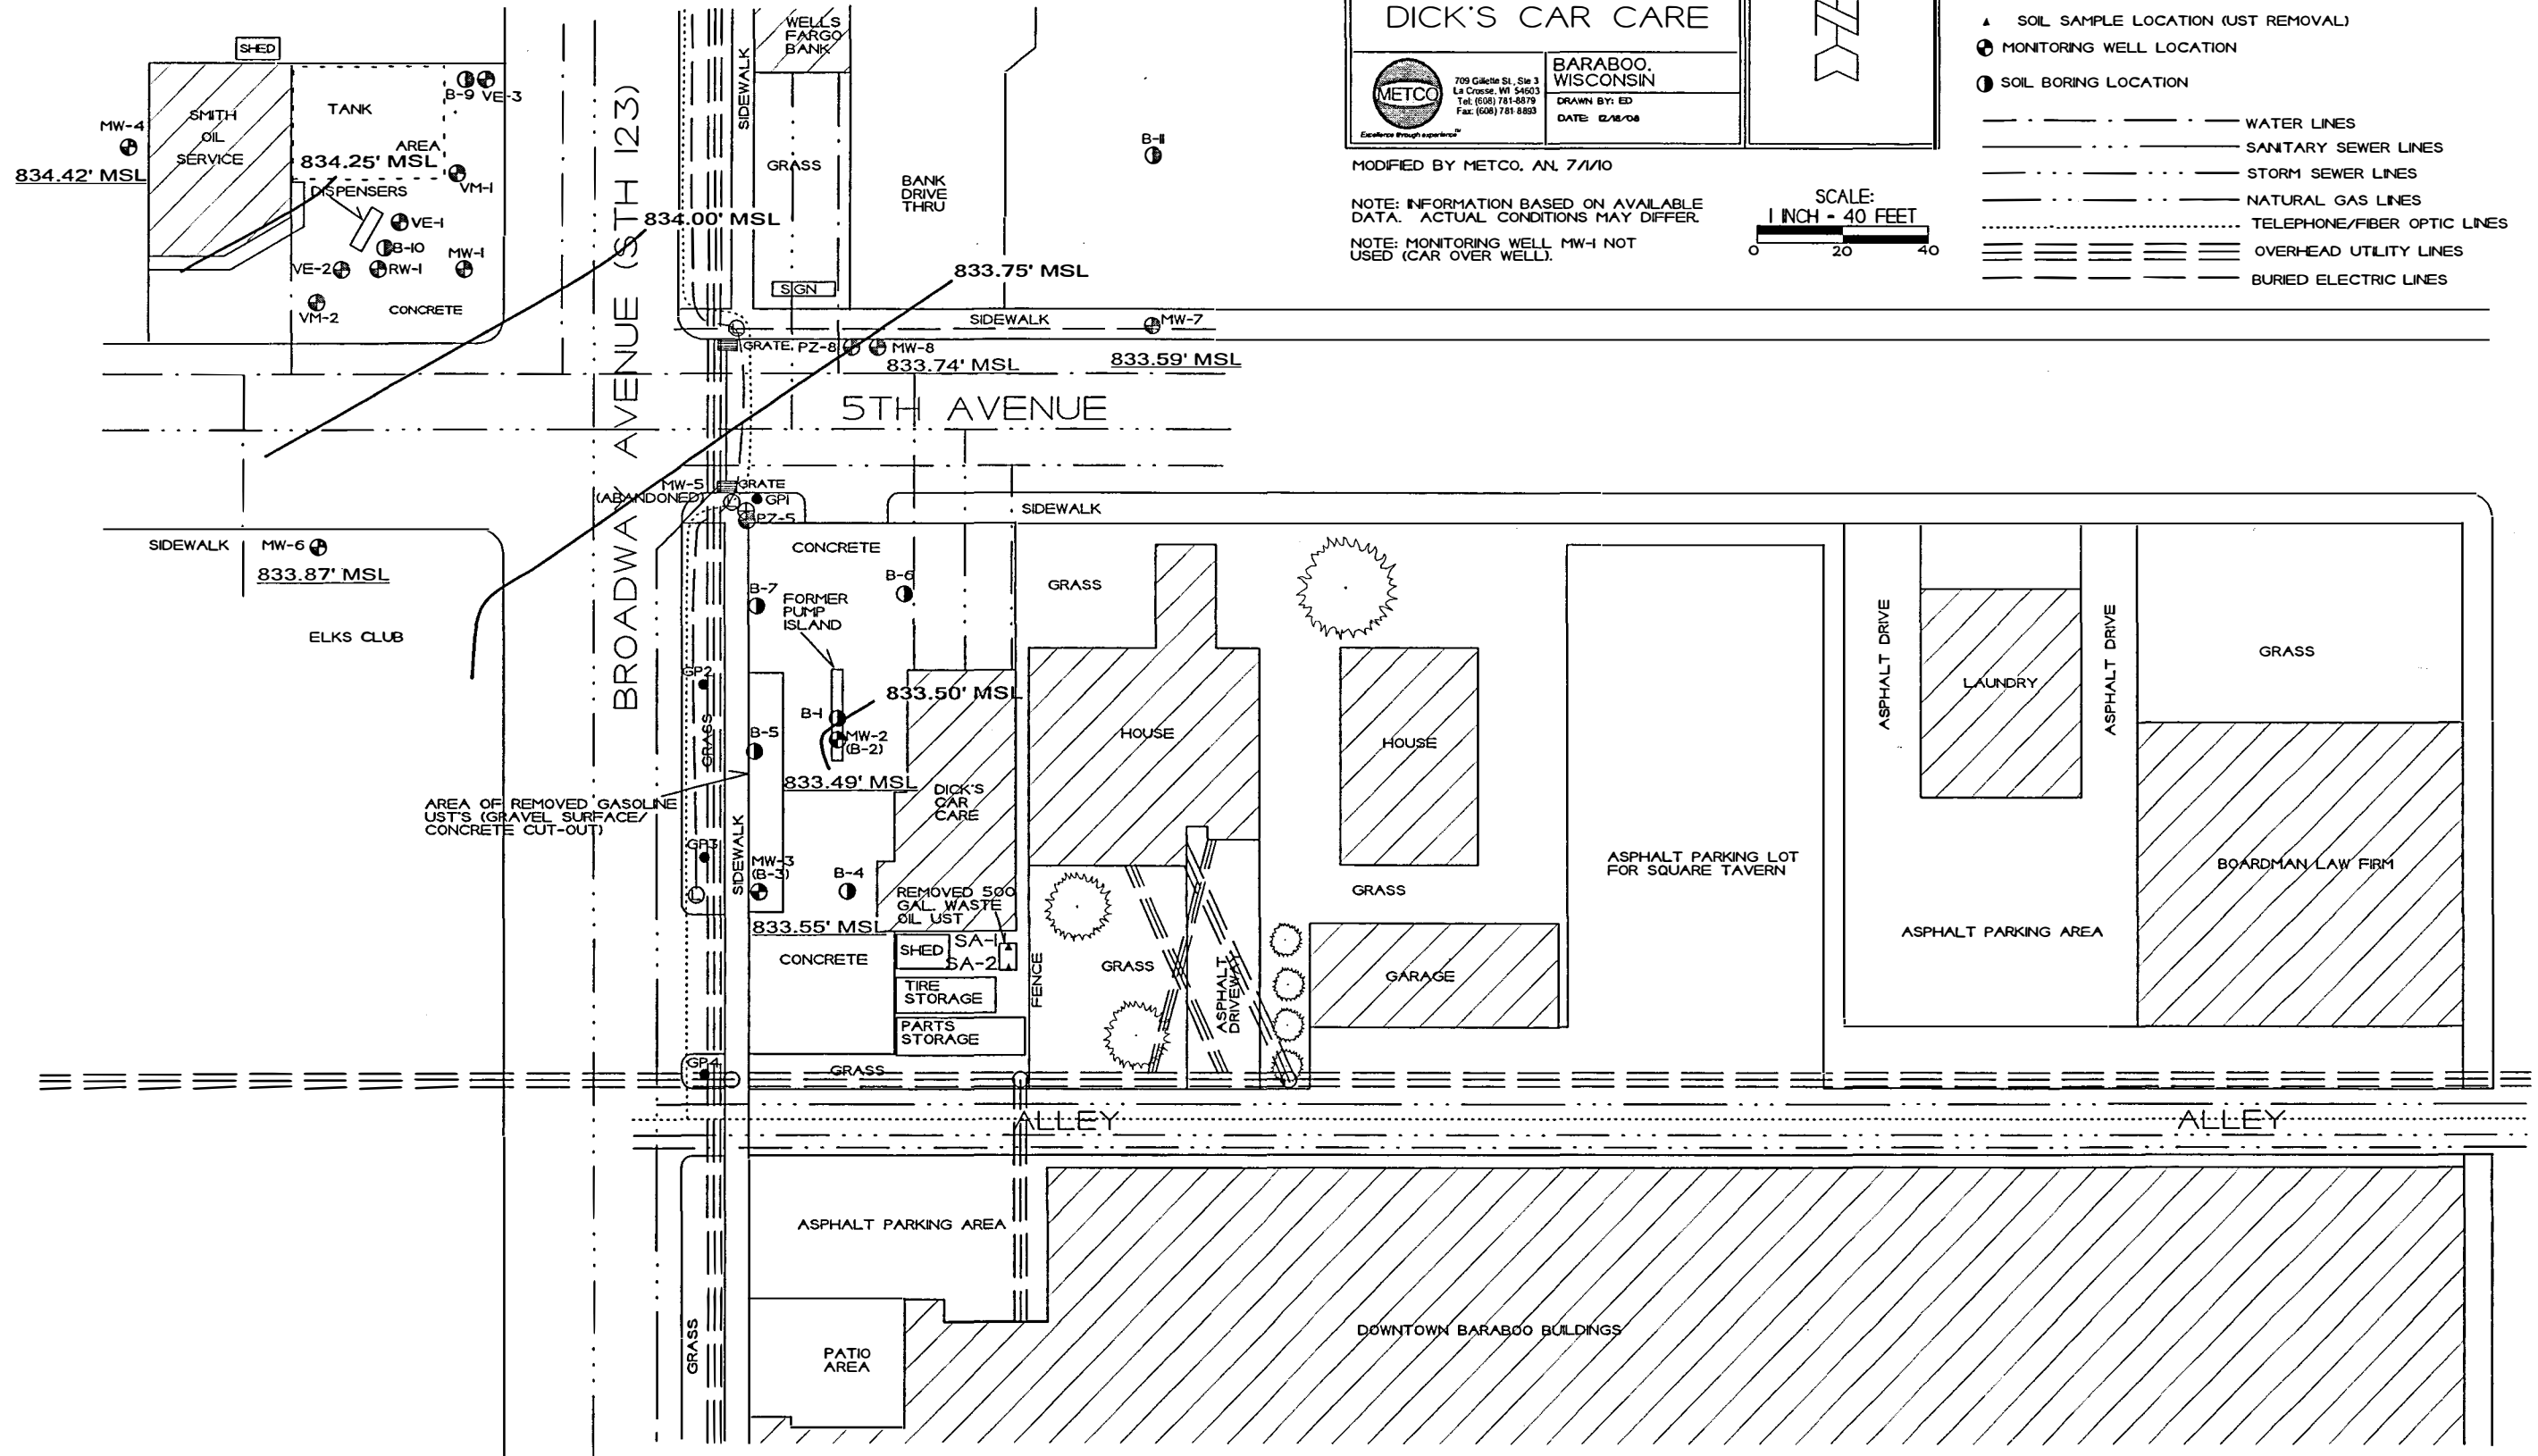 WELLS
FARGO
BANK
SHED
SMITH
OIL
SERVICE
TANK
AREA
B-9 VE-3
MW-4
834.42' MSL
834.25' MSL
DISPENSERS
VM-1
VE-1
B-10
MW-1
VE-2
RW-1
VM-2
CONCRETE
BROADWAY AVENUE (STH 123)
SIDEWALK
GRASS
BANK
DRIVE
THRU
B-11
SIGN
834.00' MSL
833.75' MSL
SIDEWALK
MW-7
GRATE
PZ-8
MW-8
833.74' MSL
833.59' MSL
5TH AVENUE
DICK'S CAR CARE
METCO
Excellence through experience™
709 Gillette St., Ste 3
La Crosse, WI 54603
Tel: (608) 781-8879
Fax: (608) 781-8893
BARABOO,
WISCONSIN
DRAWN BY: ED
DATE: 12/18/08
MODIFIED BY METCO, AN, 7/1/10
NOTE: INFORMATION BASED ON AVAILABLE
DATA. ACTUAL CONDITIONS MAY DIFFER.
NOTE: MONITORING WELL MW-1 NOT
USED (CAR OVER WELL).
SCALE:
1 INCH - 40 FEET
0 20 40
SOIL SAMPLE LOCATION (UST REMOVAL)
MONITORING WELL LOCATION
SOIL BORING LOCATION
WATER LINES
SANITARY SEWER LINES
STORM SEWER LINES
NATURAL GAS LINES
TELEPHONE/FIBER OPTIC LINES
OVERHEAD UTILITY LINES
BURIED ELECTRIC LINES
MW-5
(ABANDONED)
GRATE
GP1
PZ-5
SIDEWALK
SIDEWALK
MW-6
833.87' MSL
ELKS CLUB
CONCRETE
B-7
B-6
FORMER
PUMP
ISLAND
GP2
GRASS
B-1
833.50' MSL
B-5
MW-2
(B-2)
833.49' MSL
AREA OF REMOVED GASOLINE
UST'S (GRAVEL SURFACE/
CONCRETE CUT-OUT)
DICK'S
CAR
CARE
GP3
SIDEWALK
MW-3
(B-3)
B-4
REMOVED 500
GAL. WASTE
OIL UST
833.55' MSL
CONCRETE
SHED
SA-1
SA-2
TIRE
STORAGE
PARTS
STORAGE
FENCE
GP4
GRASS
GRASS
HOUSE
GRASS
ASPHALT
DRIVEWAY
HOUSE
GRASS
GARAGE
ASPHALT PARKING LOT
FOR SQUARE TAVERN
ASPHALT DRIVE
LAUNDRY
ASPHALT DRIVE
GRASS
BOARDMAN LAW FIRM
ASPHALT PARKING AREA
ALLEY
ALLEY
ASPHALT PARKING AREA
GRASS
PATIO
AREA
DOWNTOWN BARABOO BUILDINGS